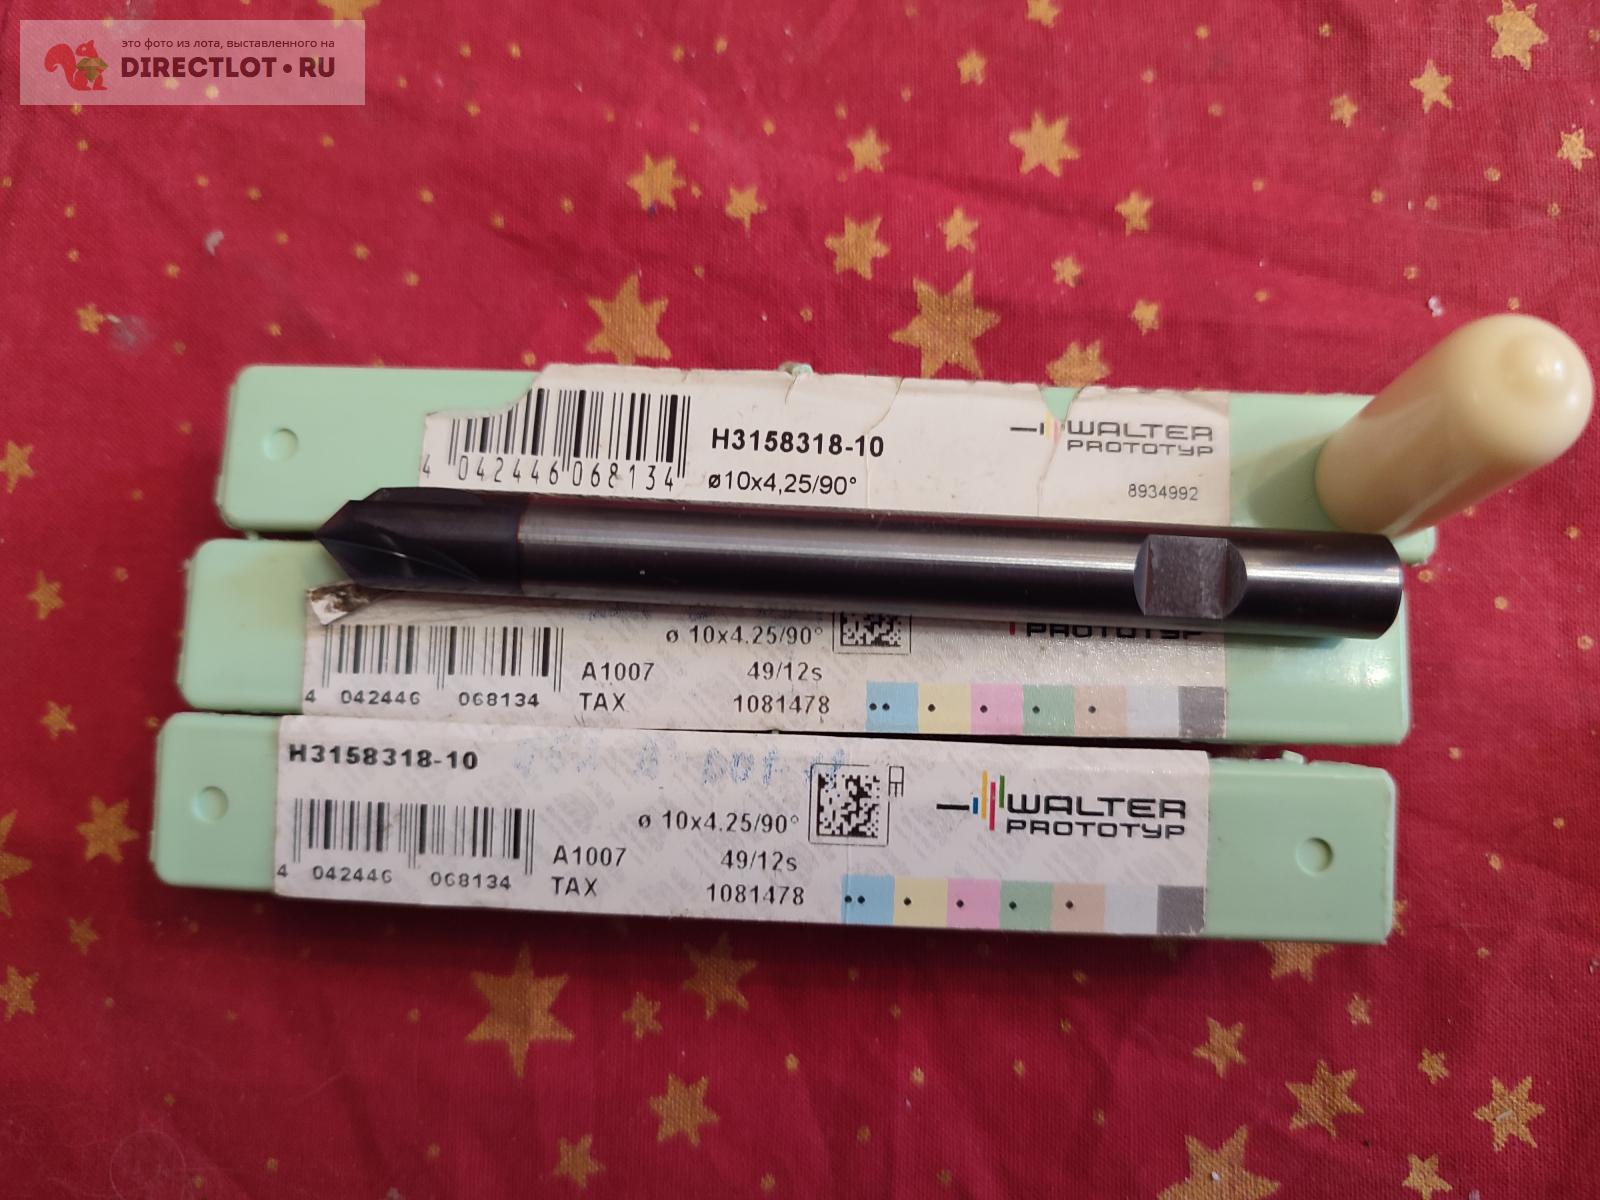 это фото из лота, выставленного на
DIRECTLOT•RU
H3158318-10
WALTER
PROTOTYP
4 042446 068134
ø10x4,25/90°
8934992
ø 10x4.25/90°
PROTOTYP
A1007
49/12s
4 042446 068134
TAX
1081478
H3158318-10
ø 10x4.25/90°
WALTER
PROTOTYP
A1007
49/12s
4 042446 068134
TAX
1081478